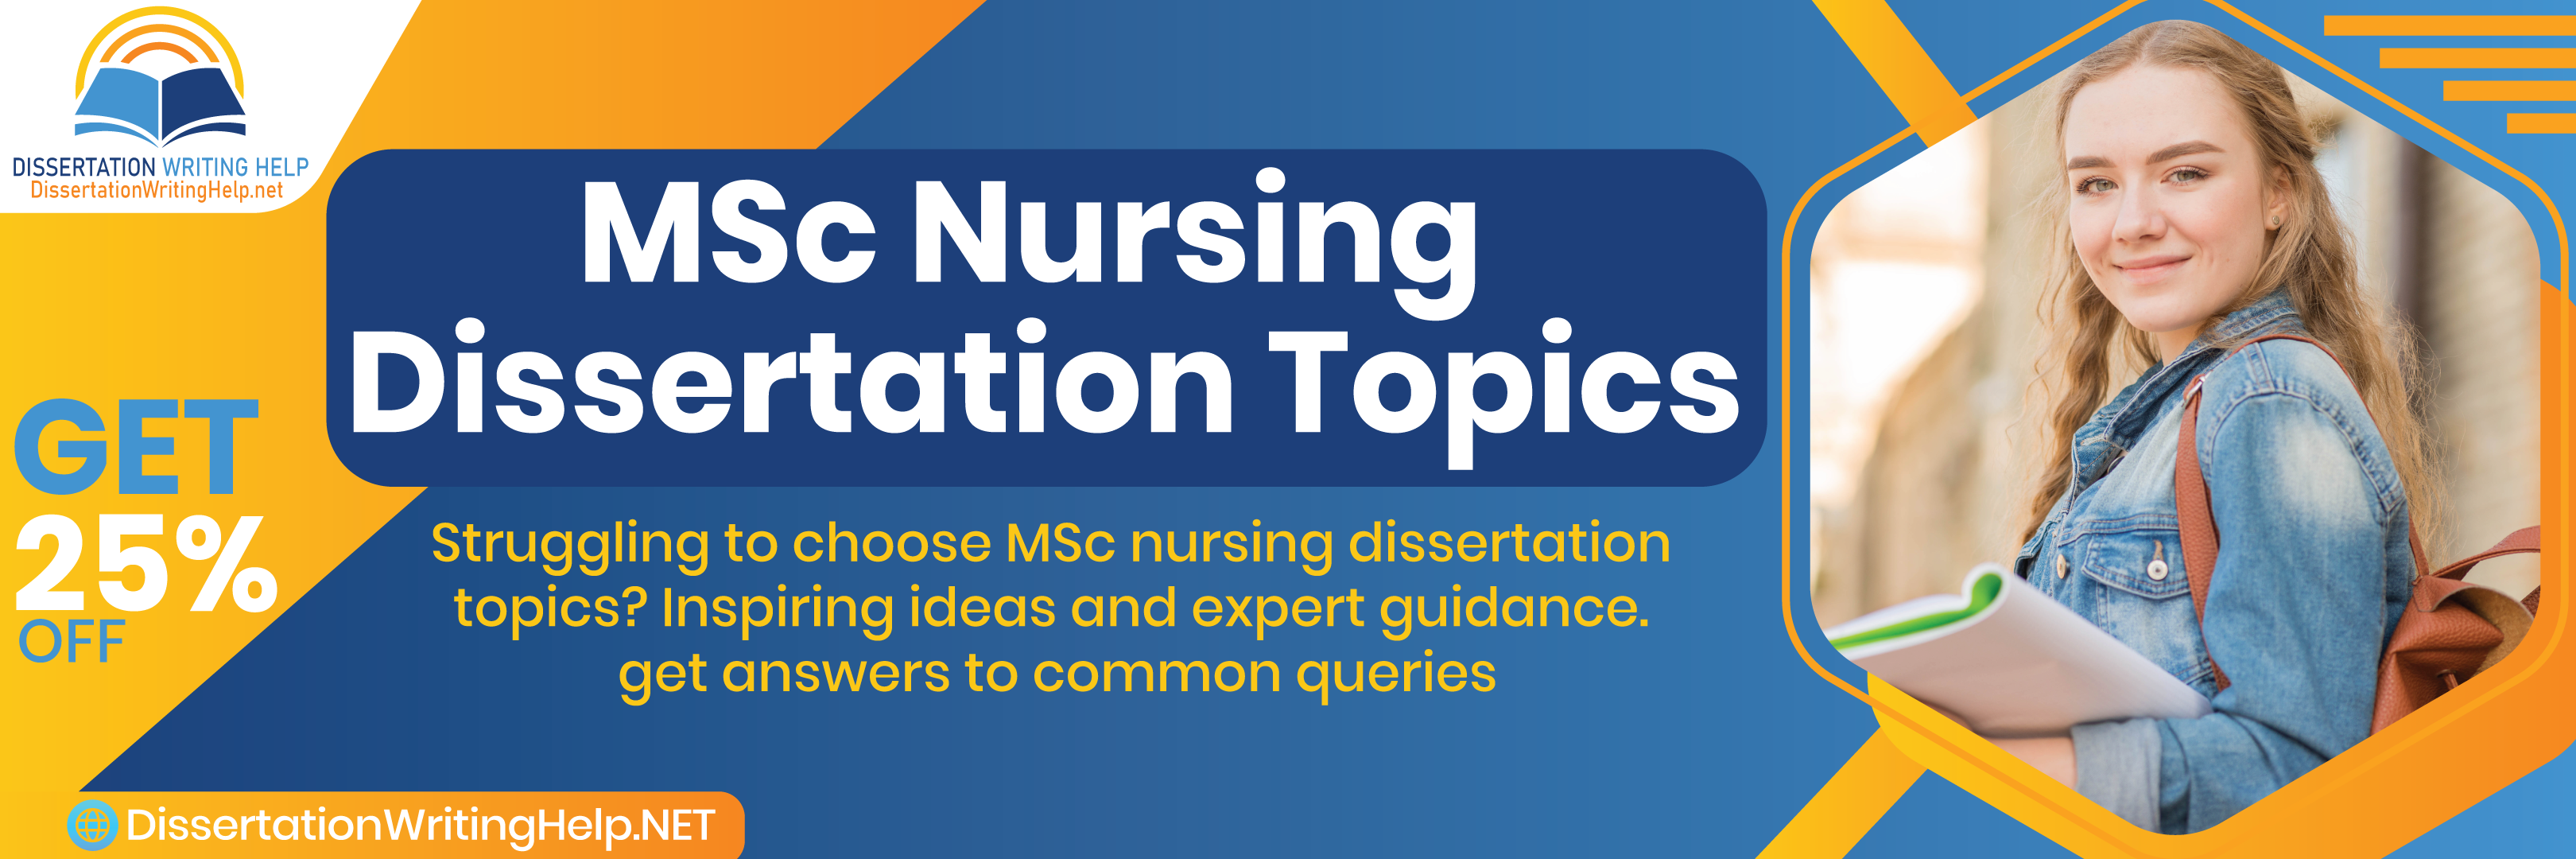 DISSERTATION WRITING HELP
DissertationWritingHelp.net
MSc Nursing
Dissertation Topics
GET
25%
OFF
Struggling to choose MSc nursing dissertation
topics? Inspiring ideas and expert guidance.
get answers to common queries
DissertationWritingHelp.NET